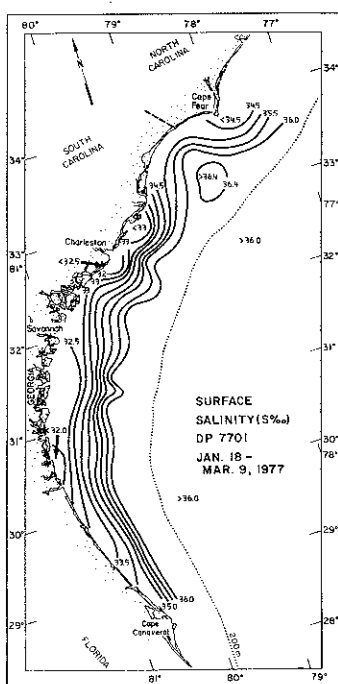 80° 79° 78° 77°
NORTH
CAROLINA
N
Cape
Fear
34°
<34.5
34.5
35.5
36.0
SOUTH
CAROLINA
34°
33°
>36.4
36.4
77°
34.5
<33
33
Charleston
33°
<32.5
>36.0
32°
81°
32
33
33
Savannah
32°
32.5
31°
GEORGIA
SURFACE
SALINITY (S‰)
DP 7701
JAN. 18 –
MAR. 9, 1977
<32.0
31°
78°
>36.0
30°
29°
33.5
29°
36.0
35.0
28°
Cape
Canaveral
FLORIDA
200m
81° 80° 79°